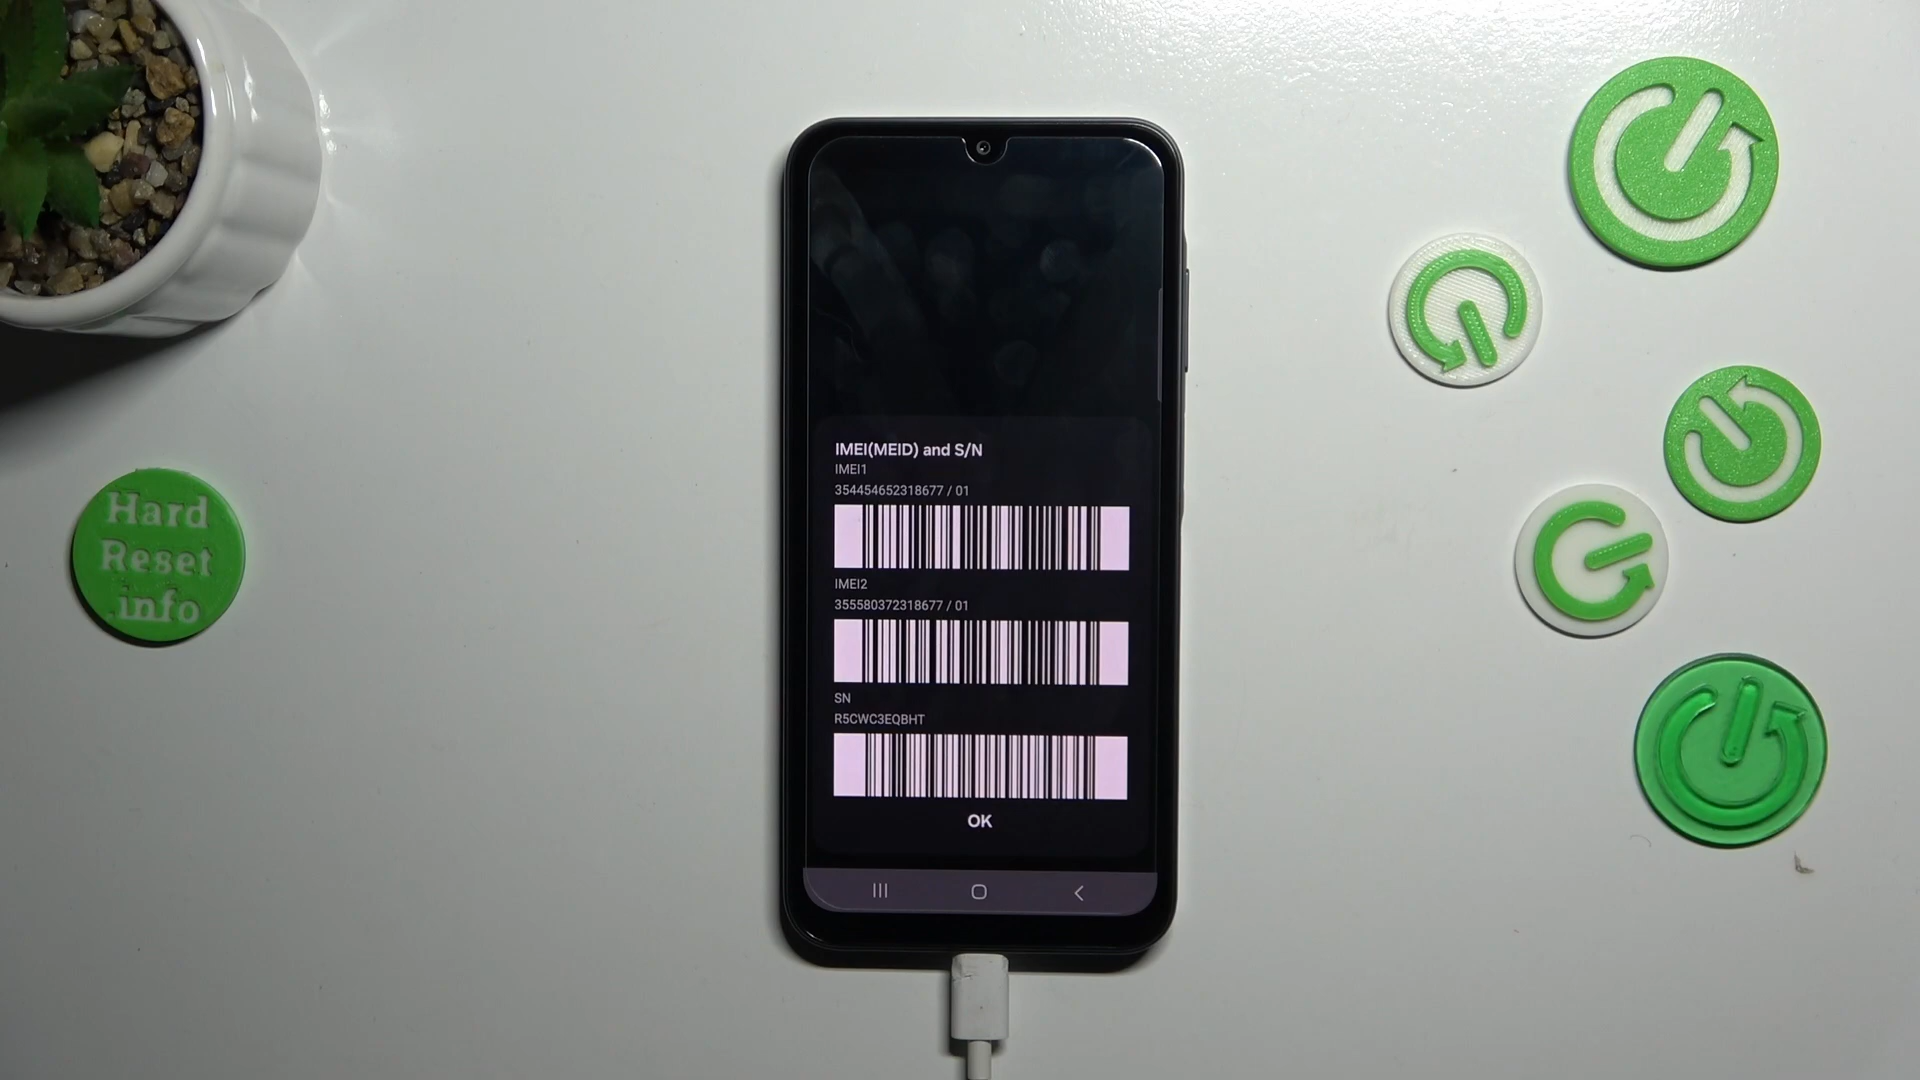 Hard
Reset
.info
IMEI(MEID) and S/N
IMEI1
354454652318677 / 01
IMEI2
355580372318677 / 01
SN
R5CWC3EQBHT
OK